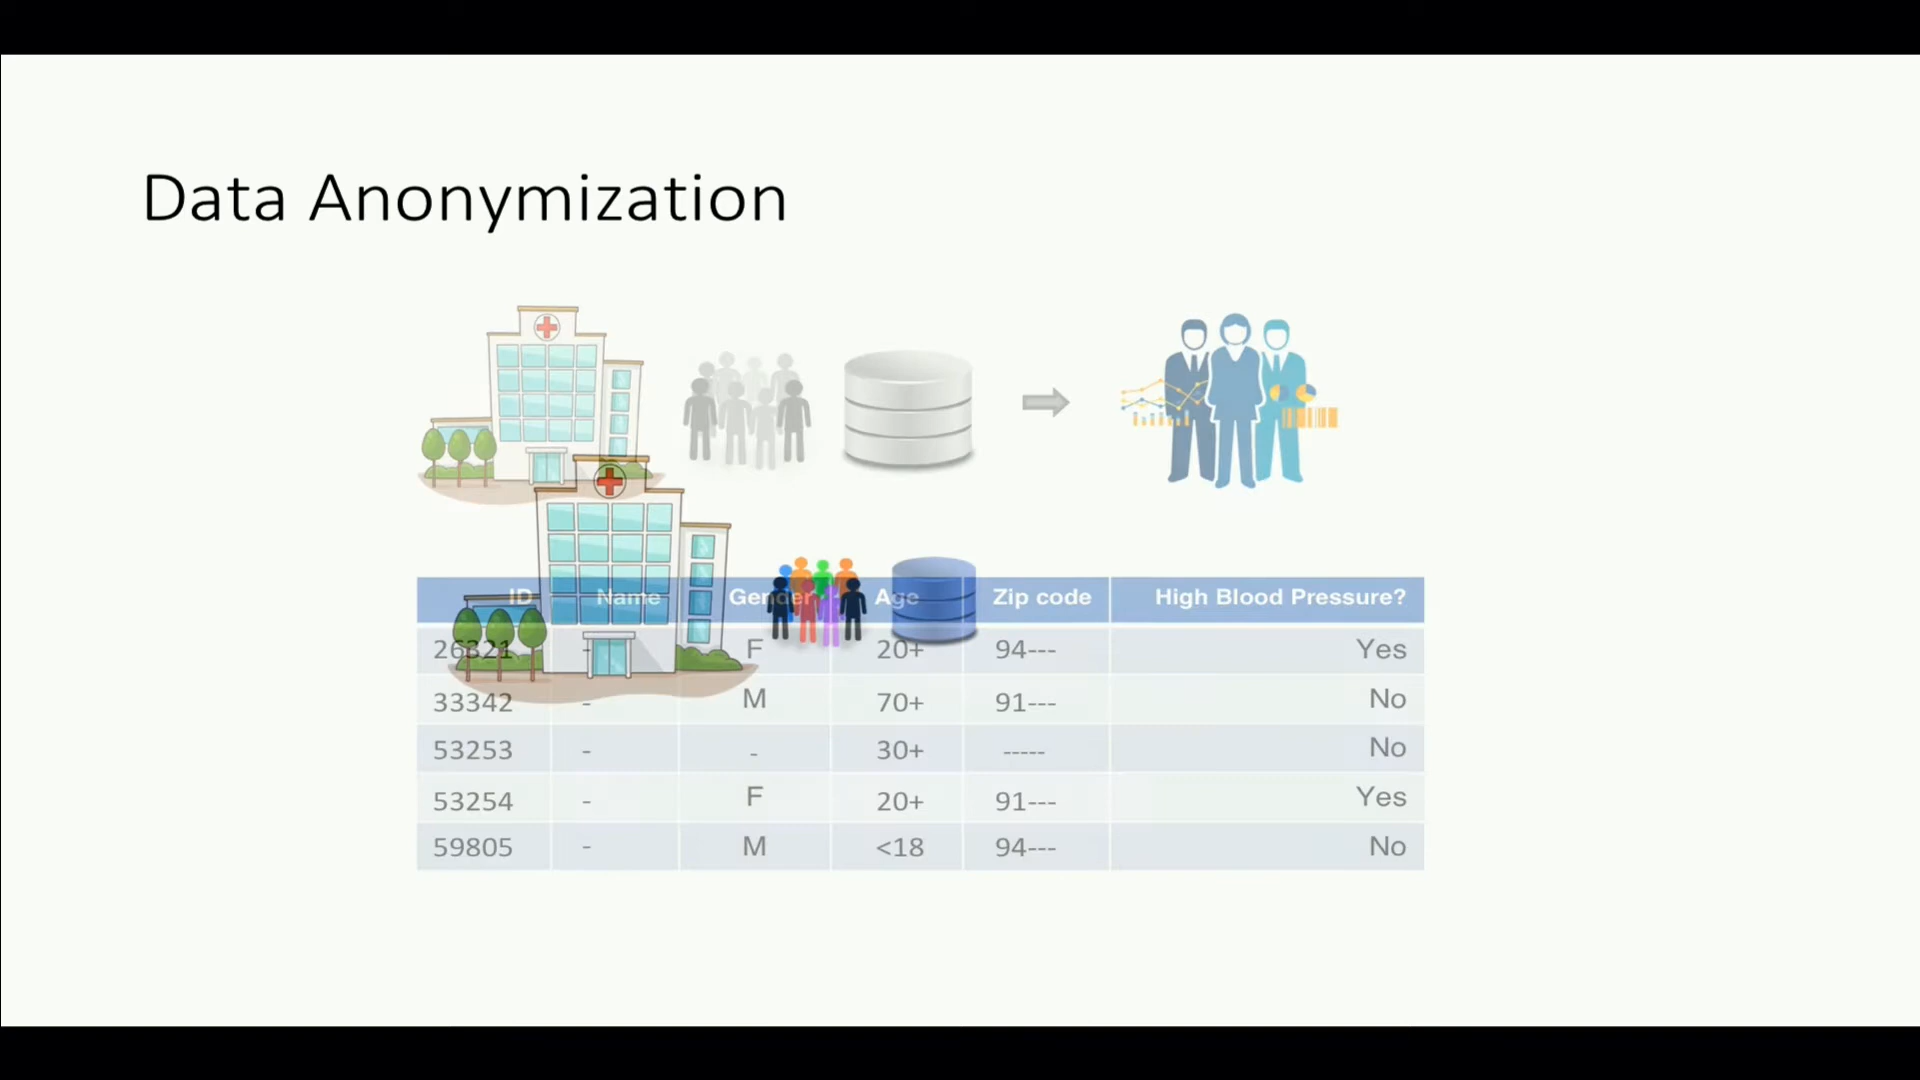 Data Anonymization
ID Name Gender Age Zip code High Blood Pressure?
26321 - F 20+ 94--- Yes
33342 - M 70+ 91--- No
53253 - - 30+ ----- No
53254 - F 20+ 91--- Yes
59805 - M <18 94--- No